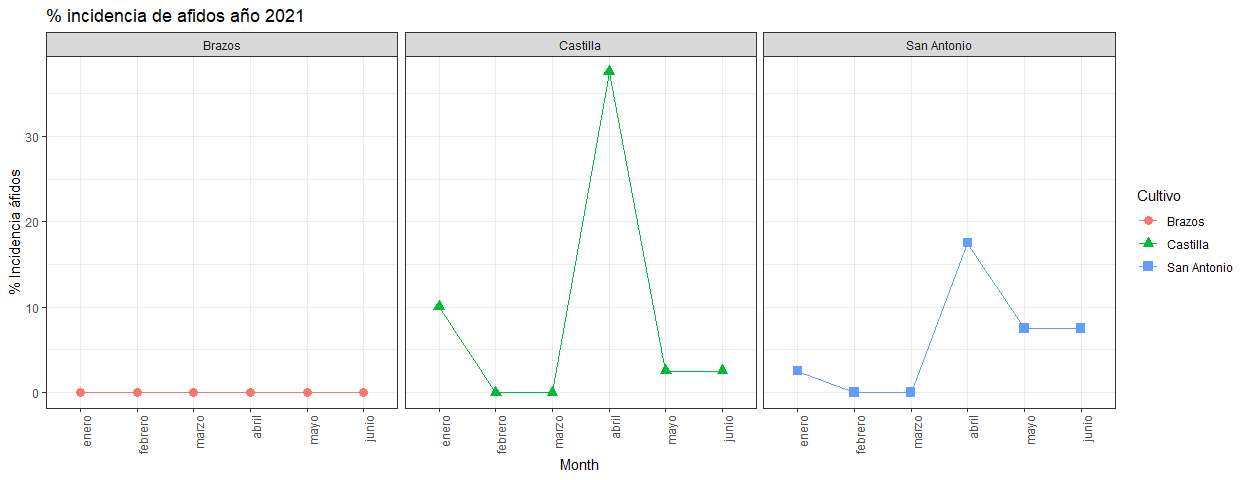 % incidencia de afidos año 2021
Brazos
Castilla
San Antonio
% Incidencia áfidos
30
20
10
0
enero
febrero
marzo
abril
mayo
junio
enero
febrero
marzo
abril
mayo
junio
enero
febrero
marzo
abril
mayo
junio
Month
Cultivo
Brazos
Castilla
San Antonio